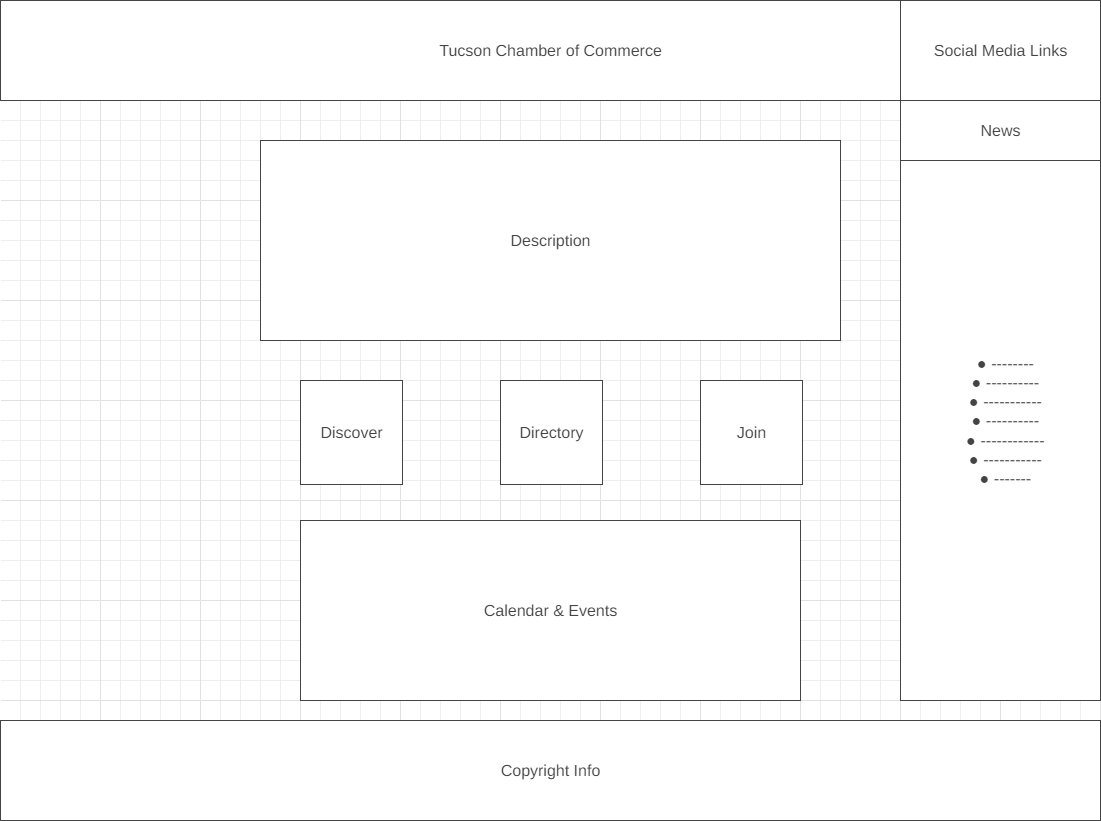 Tucson Chamber of Commerce
Social Media Links
News
Description
● --------
● ----------
● -----------
● ----------
● ------------
● -----------
● -------
Discover
Directory
Join
Calendar & Events
Copyright Info